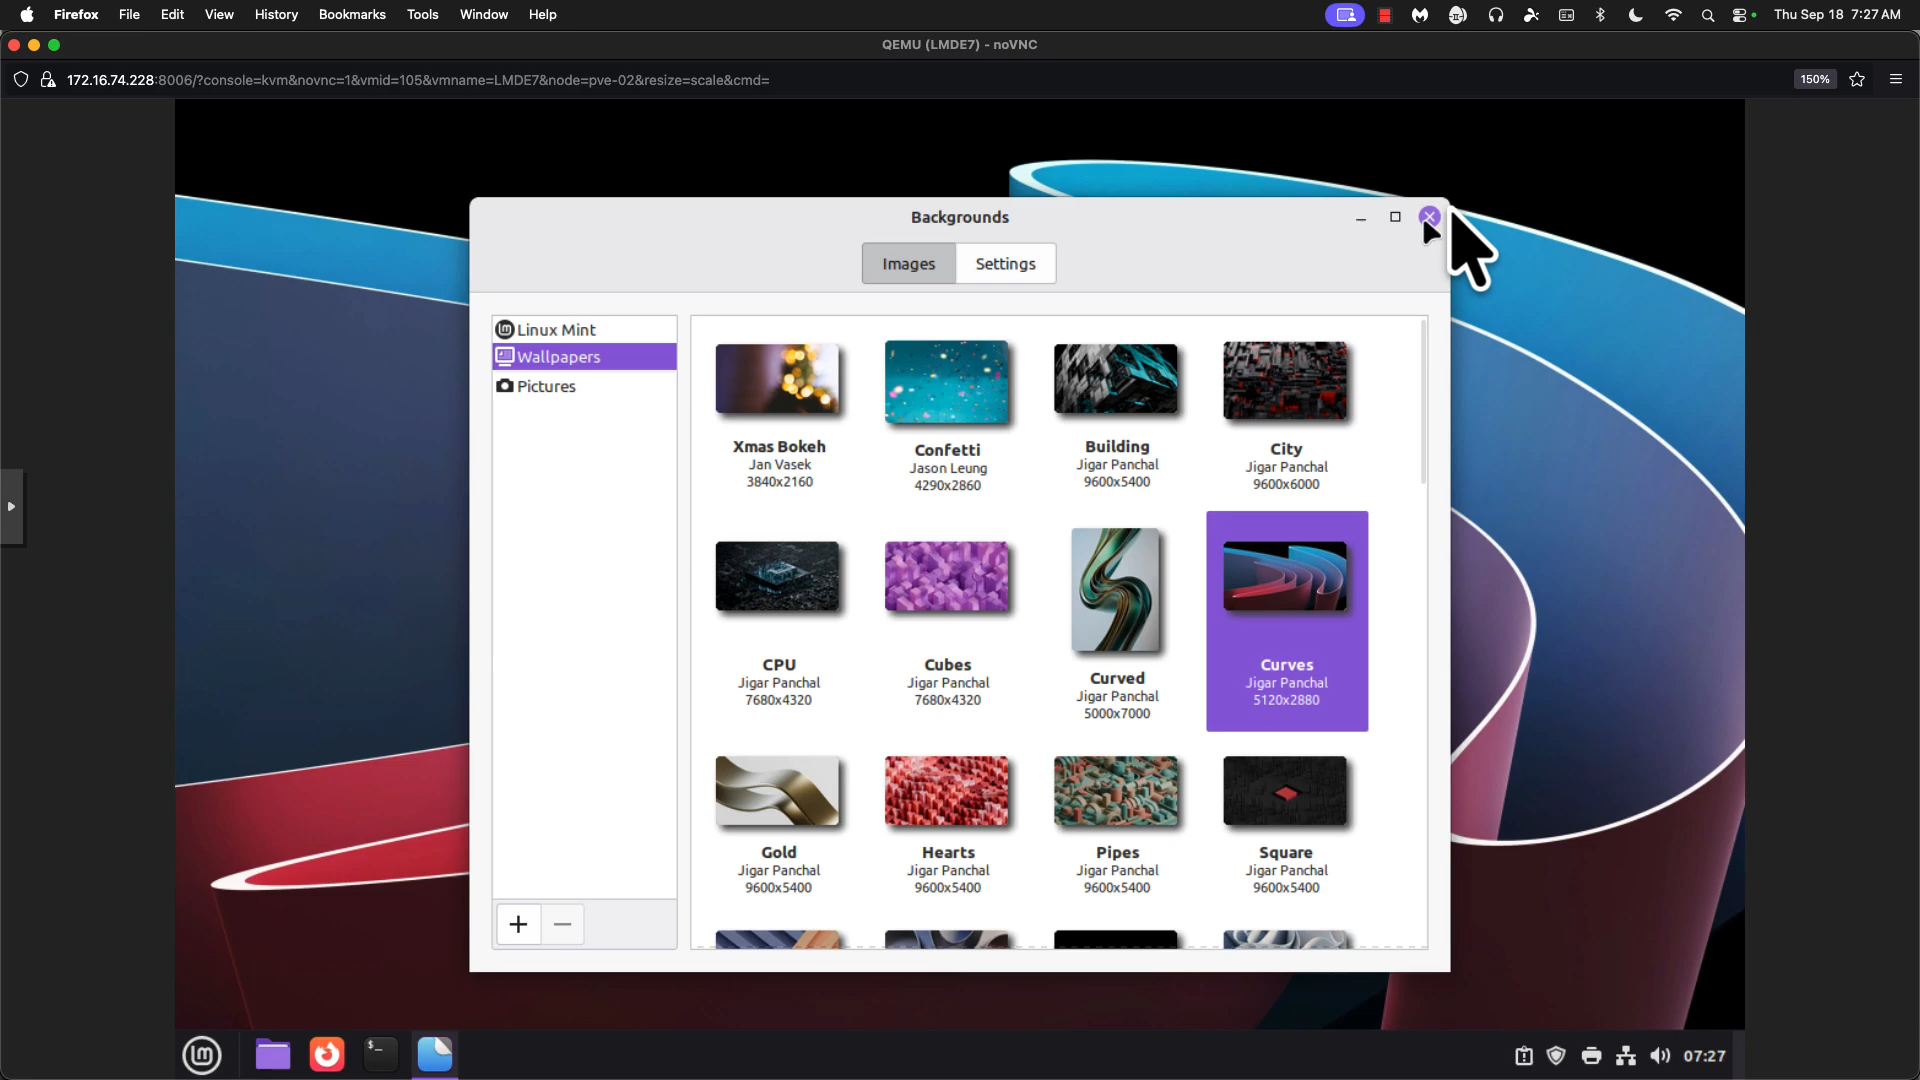 Firefox File Edit View History Bookmarks Tools Window Help
Thu Sep 18 7:27 AM
QEMU (LMDE7) - noVNC
172.16.74.228:8006/?console=kvm&novnc=1&vmid=105&vmname=LMDE7&node=pve-02&resize=scale&cmd=
150%
Backgrounds
Images Settings
Linux Mint
Wallpapers
Pictures
Xmas Bokeh
Jan Vasek
3840x2160
Confetti
Jason Leung
4290x2860
Building
Jigar Panchal
9600x5400
City
Jigar Panchal
9600x6000
CPU
Jigar Panchal
7680x4320
Cubes
Jigar Panchal
7680x4320
Curved
Jigar Panchal
5000x7000
Curves
Jigar Panchal
5120x2880
Gold
Jigar Panchal
9600x5400
Hearts
Jigar Panchal
9600x5400
Pipes
Jigar Panchal
9600x5400
Square
Jigar Panchal
9600x5400
07:27